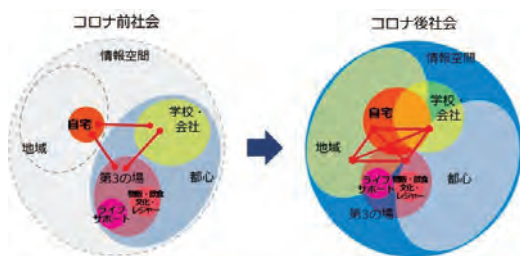 コロナ前社会
情報空間
自宅
学校・
会社
地域
第3の場
都心
物販・飲食
文化・
レジャー
ライフ
サポート
コロナ後社会
情報空間
学校・
会社
自宅
地域
都心
物販・飲食
文化・
レジャー
ライフ
サポート
第3の場